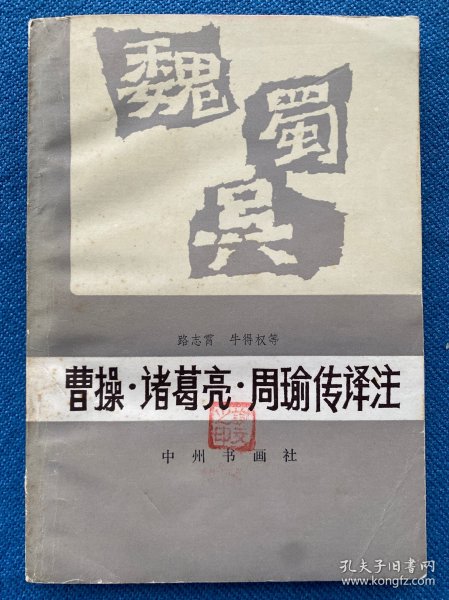 魏
蜀
吴
路志霄 牛得权等
曹操·诸葛亮·周瑜传译注
中州书画社
孔夫子旧书网
www.kongfz.com